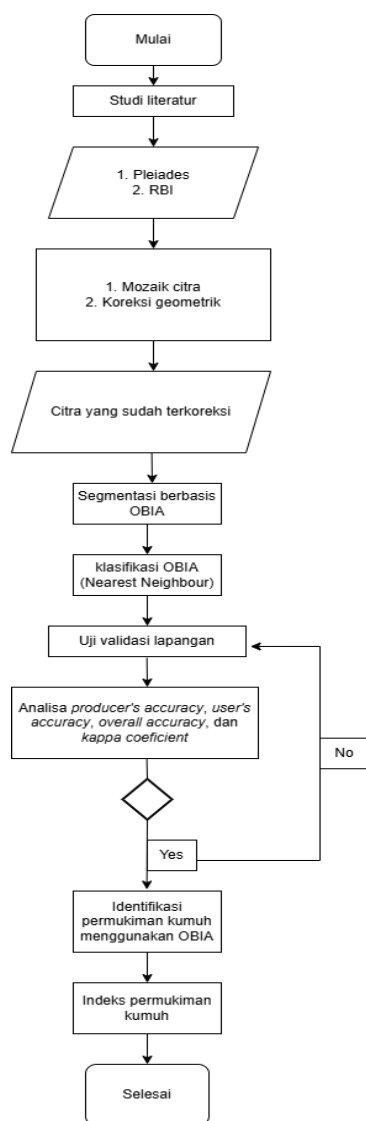 Mulai
Studi literatur
1. Pleiades
2. RBI
1. Mozaik citra
2. Koreksi geometrik
Citra yang sudah terkoreksi
Segmentasi berbasis
OBIA
klasifikasi OBIA
(Nearest Neighbour)
Uji validasi lapangan
Analisa producer's accuracy, user's
accuracy, overall accuracy, dan
kappa coeficient
No
Yes
Identifikasi
permukiman kumuh
menggunakan OBIA
Indeks permukiman
kumuh
Selesai